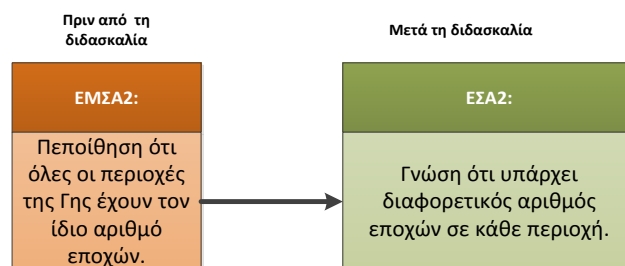 Πριν από τη
διδασκαλία
Μετά τη διδασκαλία
ΕΜΣΑ2:
Πεποίθηση ότι
όλες οι περιοχές
της Γης έχουν τον
ίδιο αριθμό
εποχών.
ΕΣΑ2:
Γνώση ότι υπάρχει
διαφορετικός αριθμός
εποχών σε κάθε περιοχή.